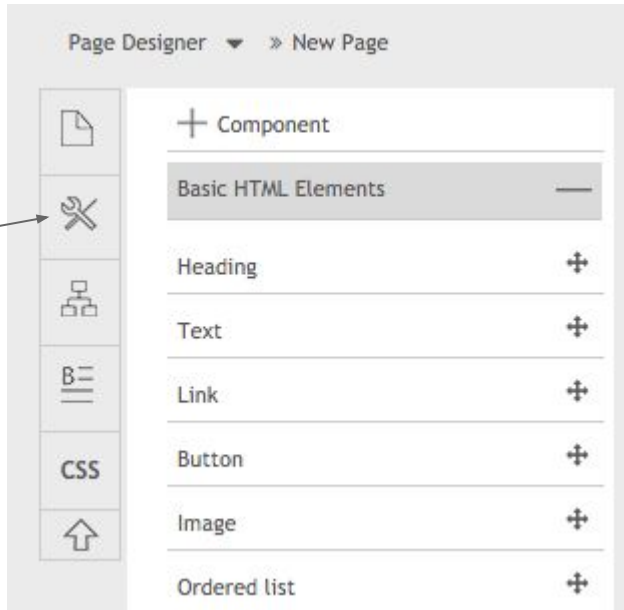 Page Designer » New Page
Component
Basic HTML Elements
Heading
Text
B
Link
CSS
Button
Image
Ordered list